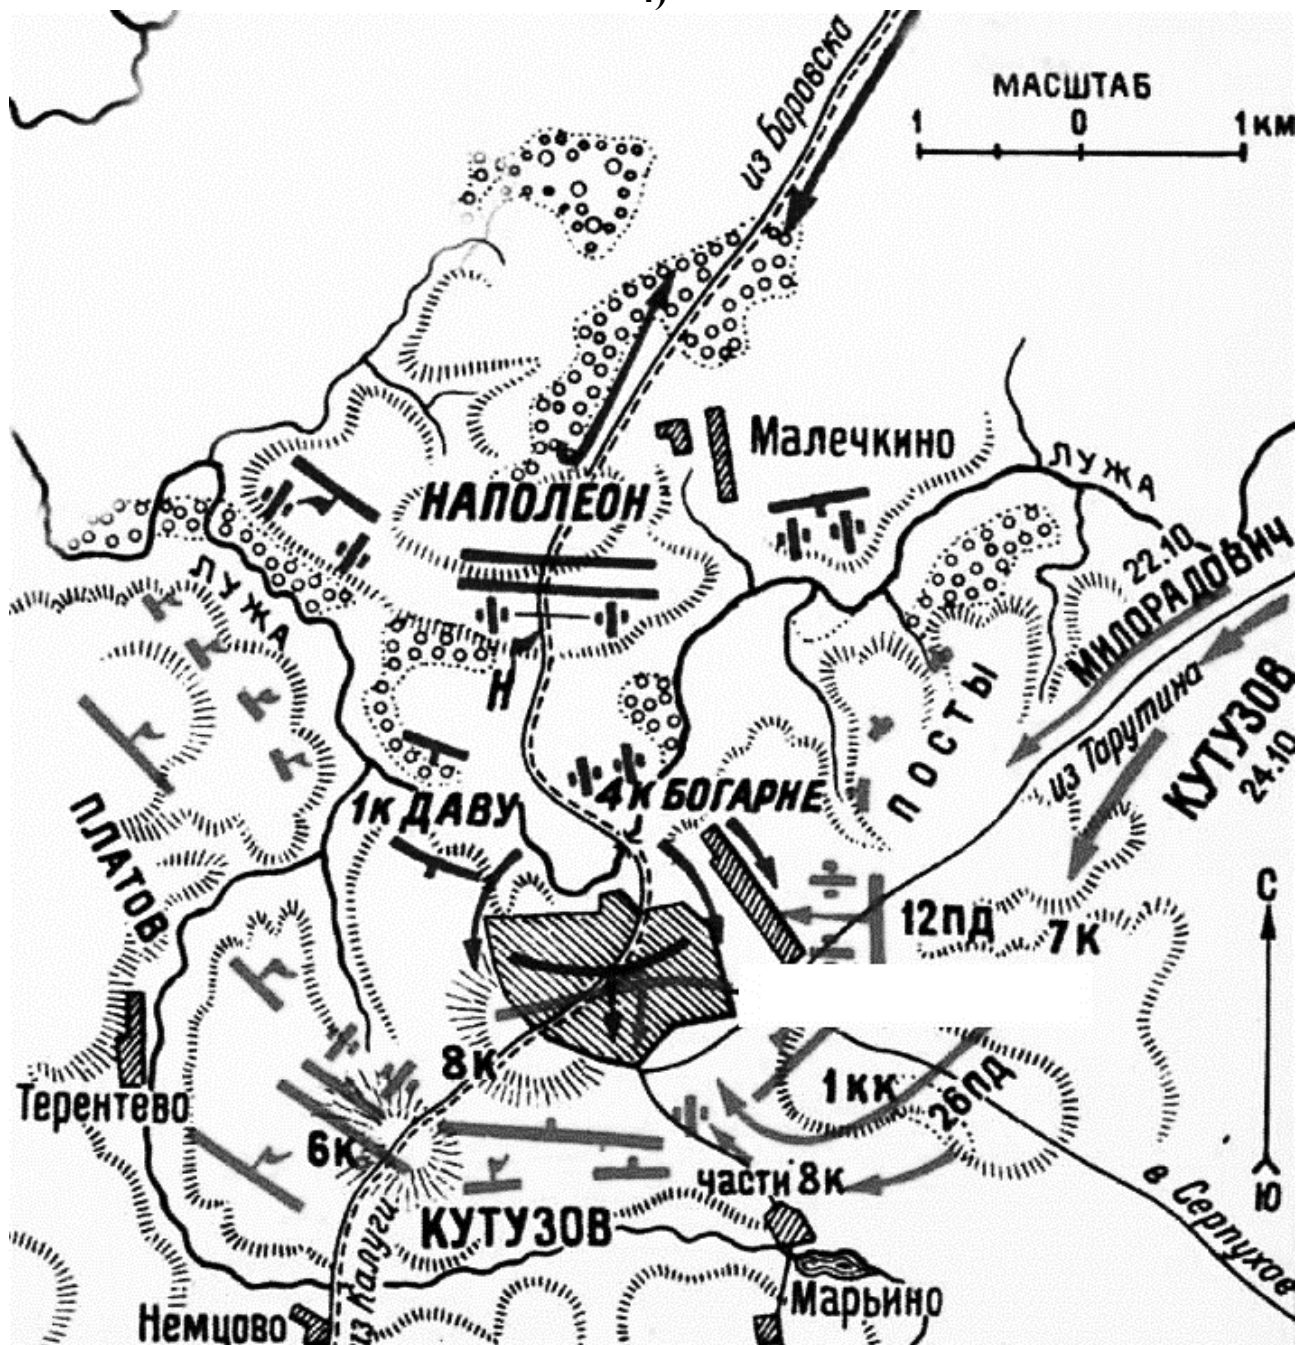 из Боровска
МАСШТАБ
1 0 1 КМ
Малечкино
ЛУЖА
НАПОЛЕОН
22.10
МИЛОРАДОВИЧ
ЛУЖА
Н
ПОСТЫ
из Тарутина
КУТУЗОВ
24.10
4К БОГАРНЕ
1К ДАВУ
ПЛАТОВ
12ПД
7К
С
8К
1КК
26ПД
Терентево
6К
части 8К
Ю
КУТУЗОВ
в Серпухов
из Калуги
Марьино
Немцово